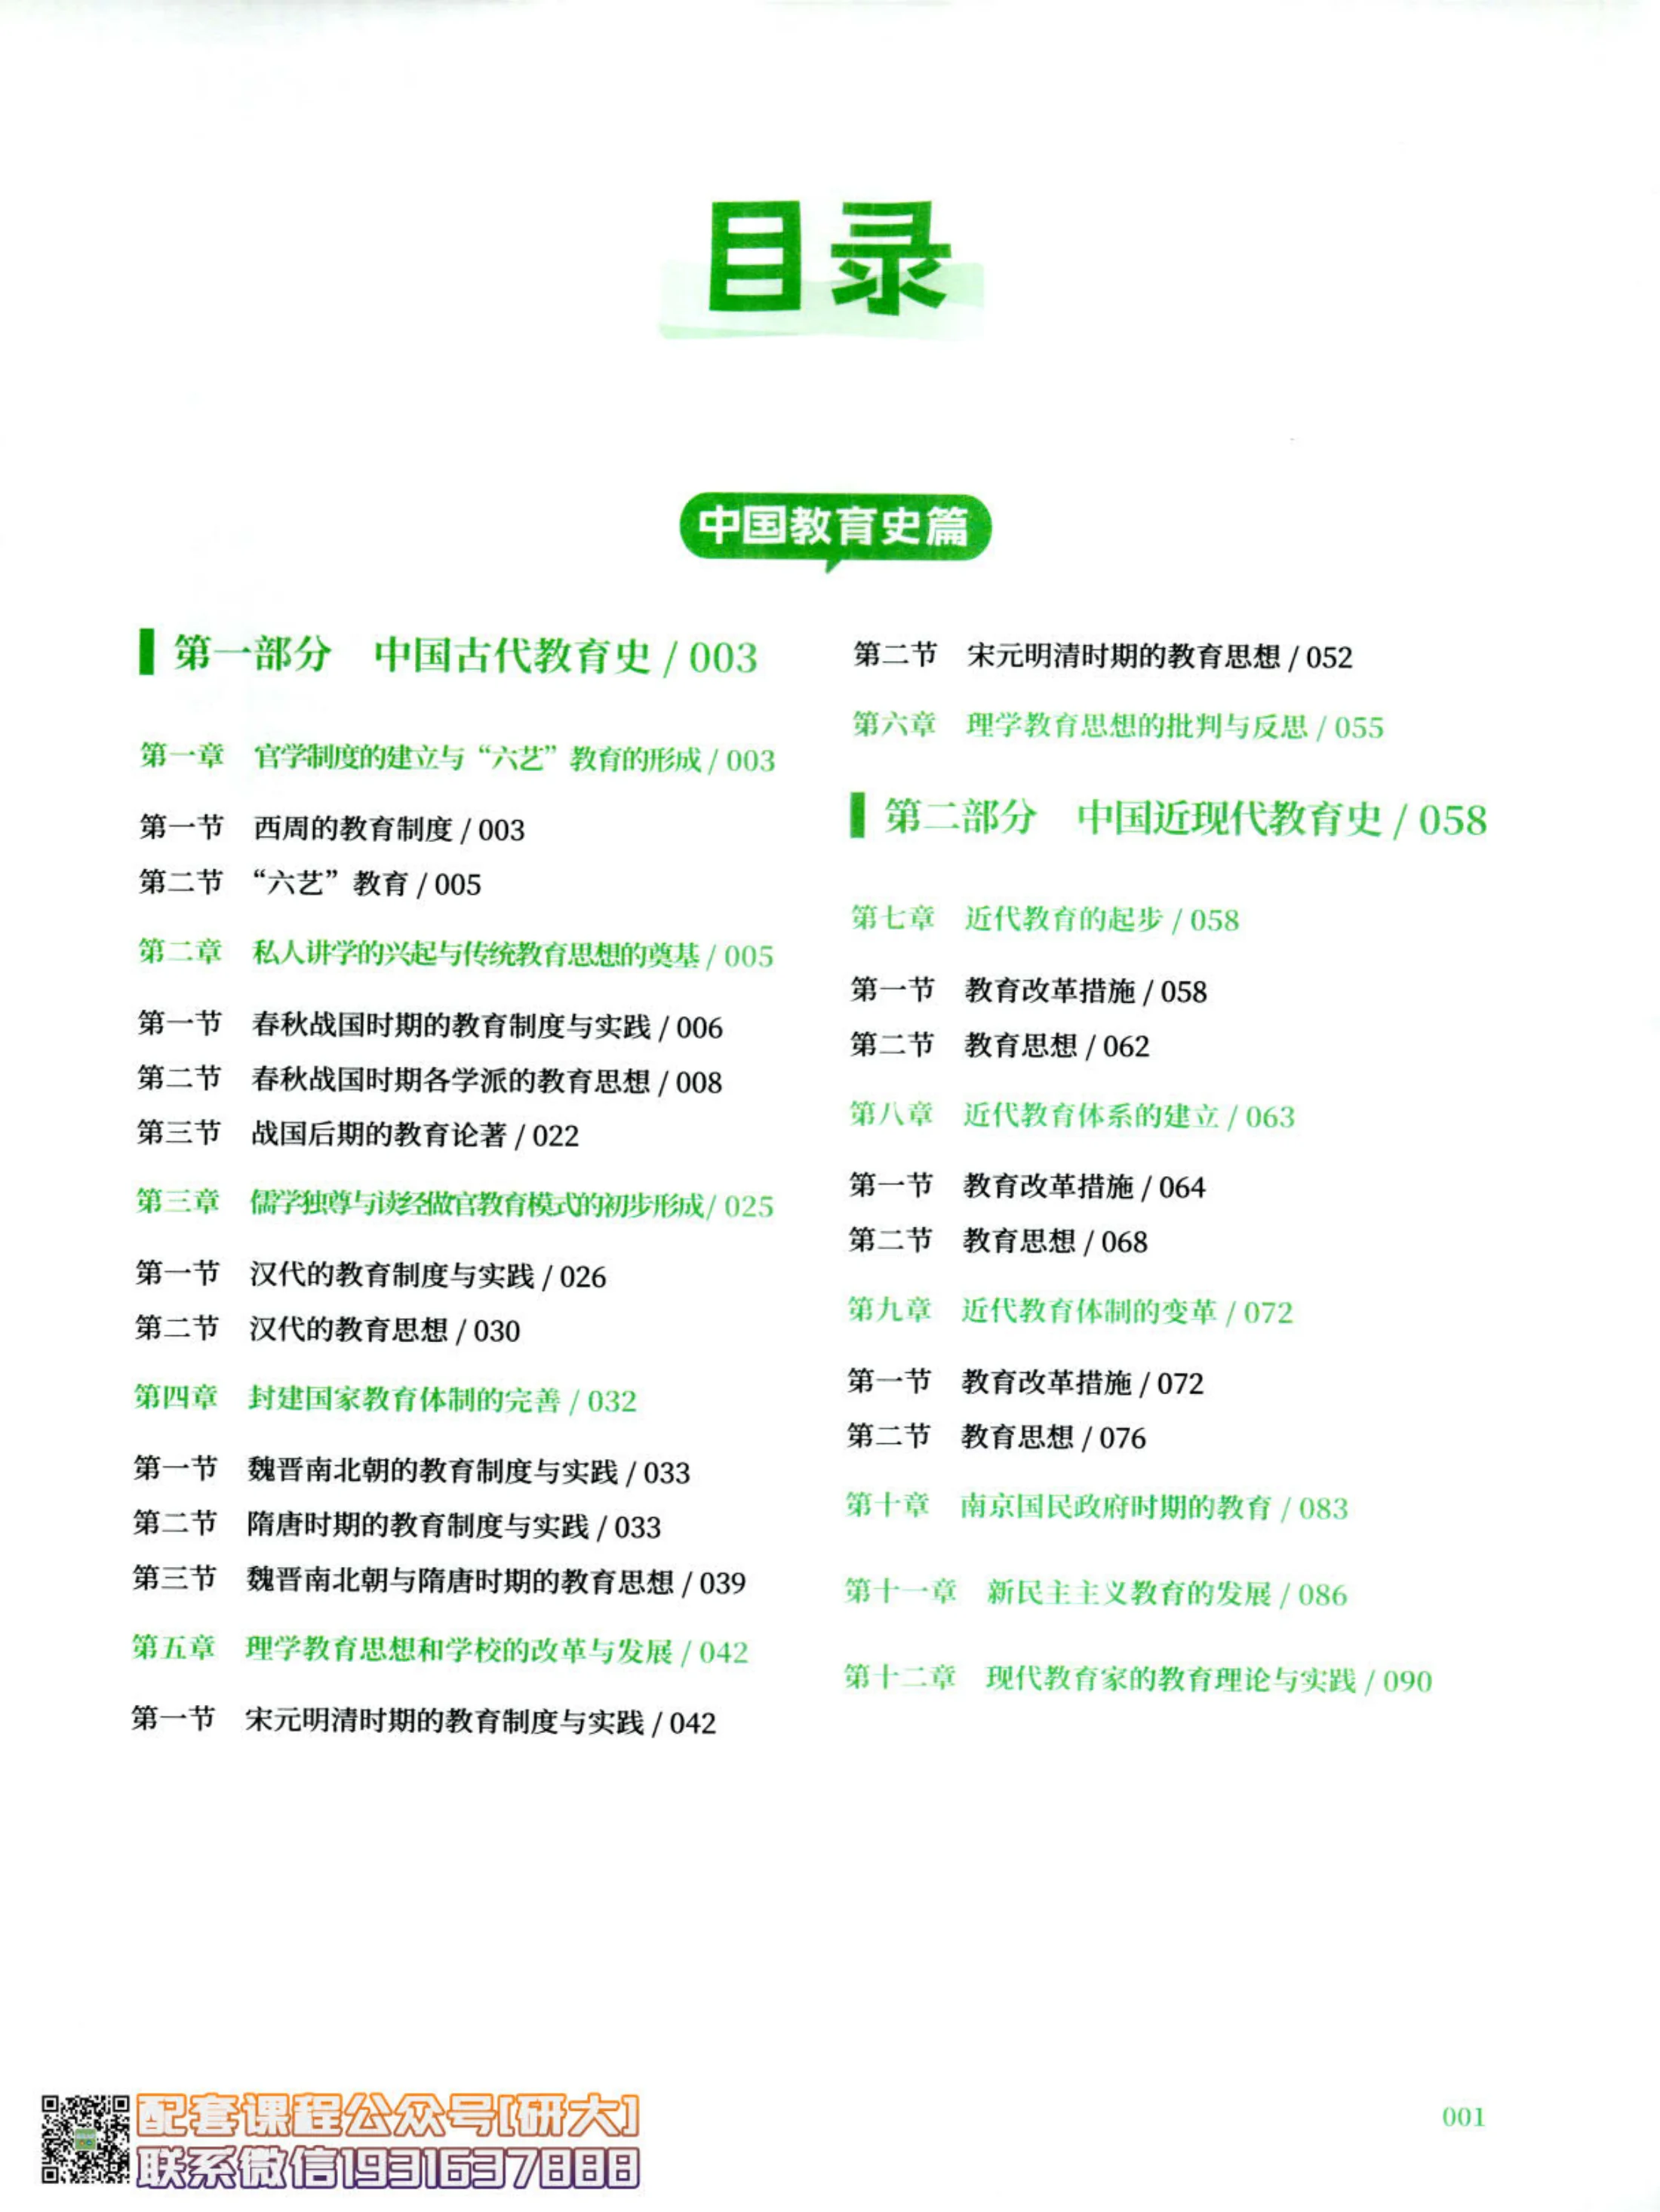 目录
中国教育史篇
第一部分 中国古代教育史 / 003
第一章 官学制度的建立与“六艺”教育的形成 / 003
第一节 西周的教育制度 / 003
第二节 “六艺”教育 / 005
第二章 私人讲学的兴起与传统教育思想的奠基 / 005
第一节 春秋战国时期的教育制度与实践 / 006
第二节 春秋战国时期各学派的教育思想 / 008
第三节 战国后期的教育论著 / 022
第三章 儒学独尊与读经做官教育模式的初步形成 / 025
第一节 汉代的教育制度与实践 / 026
第二节 汉代的教育思想 / 030
第四章 封建国家教育体制的完善 / 032
第一节 魏晋南北朝的教育制度与实践 / 033
第二节 隋唐时期的教育制度与实践 / 033
第三节 魏晋南北朝与隋唐时期的教育思想 / 039
第五章 理学教育思想和学校的改革与发展 / 042
第一节 宋元明清时期的教育制度与实践 / 042
第二节 宋元明清时期的教育思想 / 052
第六章 理学教育思想的批判与反思 / 055
第二部分 中国近现代教育史 / 058
第七章 近代教育的起步 / 058
第一节 教育改革措施 / 058
第二节 教育思想 / 062
第八章 近代教育体系的建立 / 063
第一节 教育改革措施 / 064
第二节 教育思想 / 068
第九章 近代教育体制的变革 / 072
第一节 教育改革措施 / 072
第二节 教育思想 / 076
第十章 南京国民政府时期的教育 / 083
第十一章 新民主主义教育的发展 / 086
第十二章 现代教育家的教育理论与实践 / 090
配套课程公众号[研大]
联系微信1931637888
001